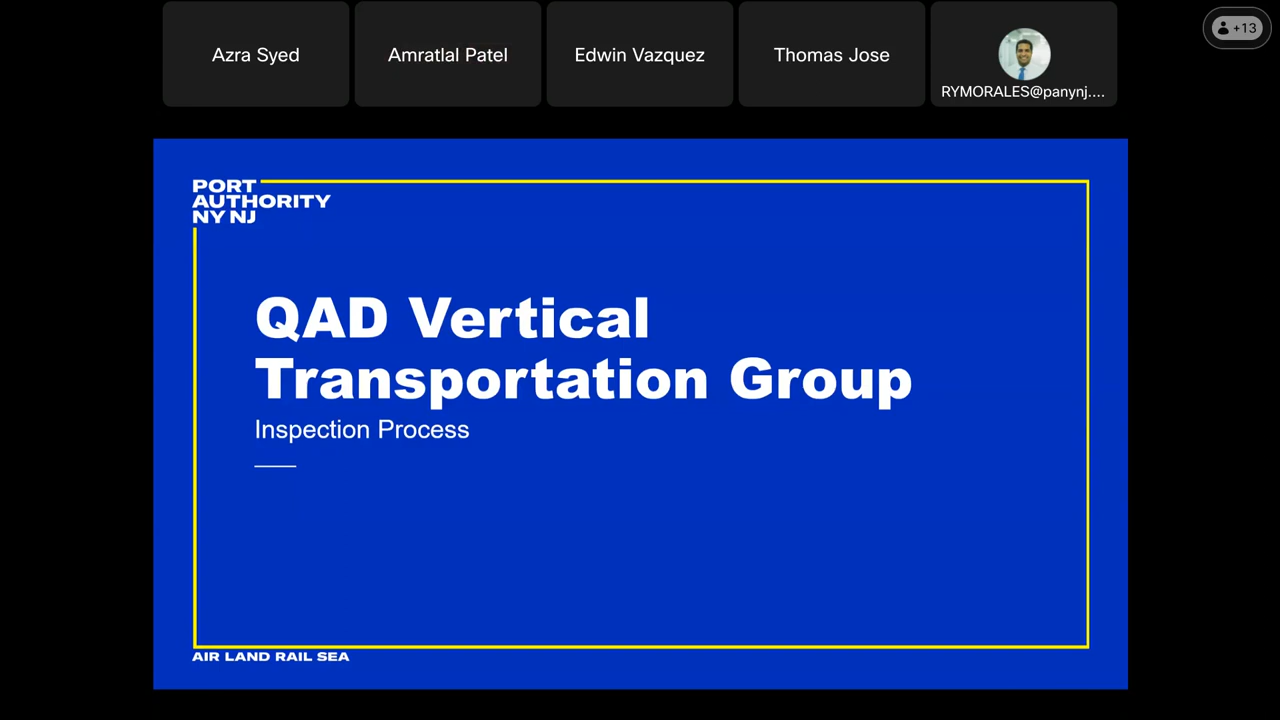 Azra Syed
Amratlal Patel
Edwin Vazquez
Thomas Jose
RYMORALES@panynj....
+13
PORT
AUTHORITY
NY NJ
QAD Vertical
Transportation Group
Inspection Process
AIR LAND RAIL SEA